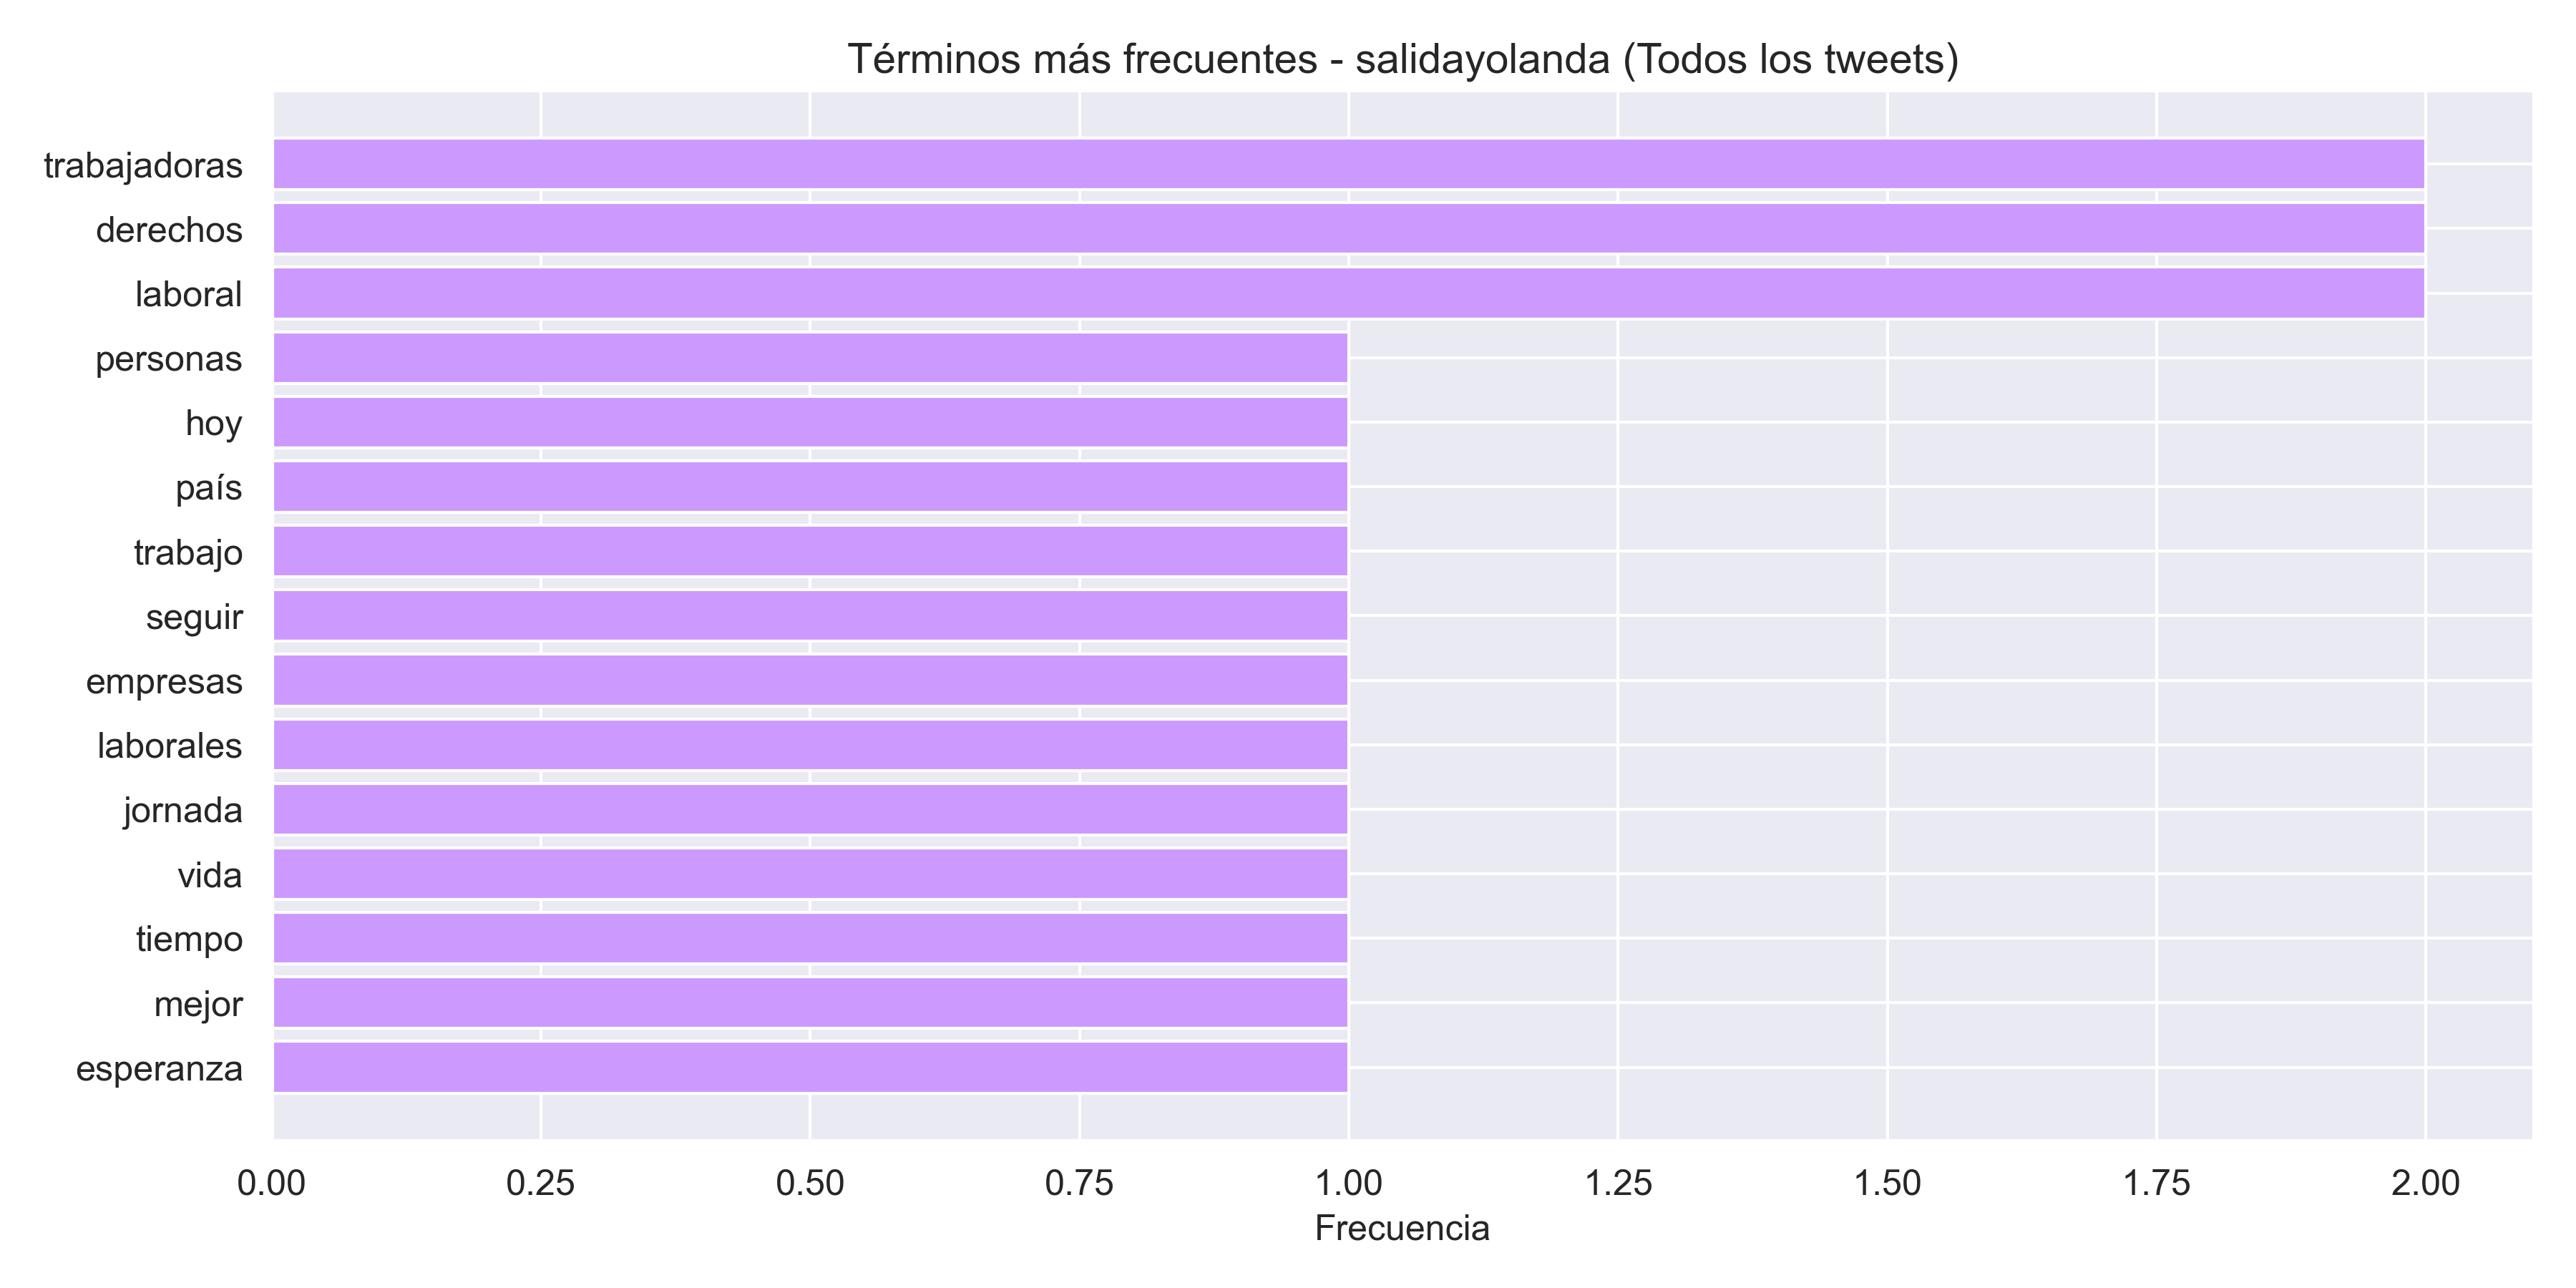 Términos más frecuentes - salidayolanda (Todos los tweets)
trabajadoras
derechos
laboral
personas
hoy
país
trabajo
seguir
empresas
laborales
jornada
vida
tiempo
mejor
esperanza
0.00 0.25 0.50 0.75 1.00 1.25 1.50 1.75 2.00
Frecuencia